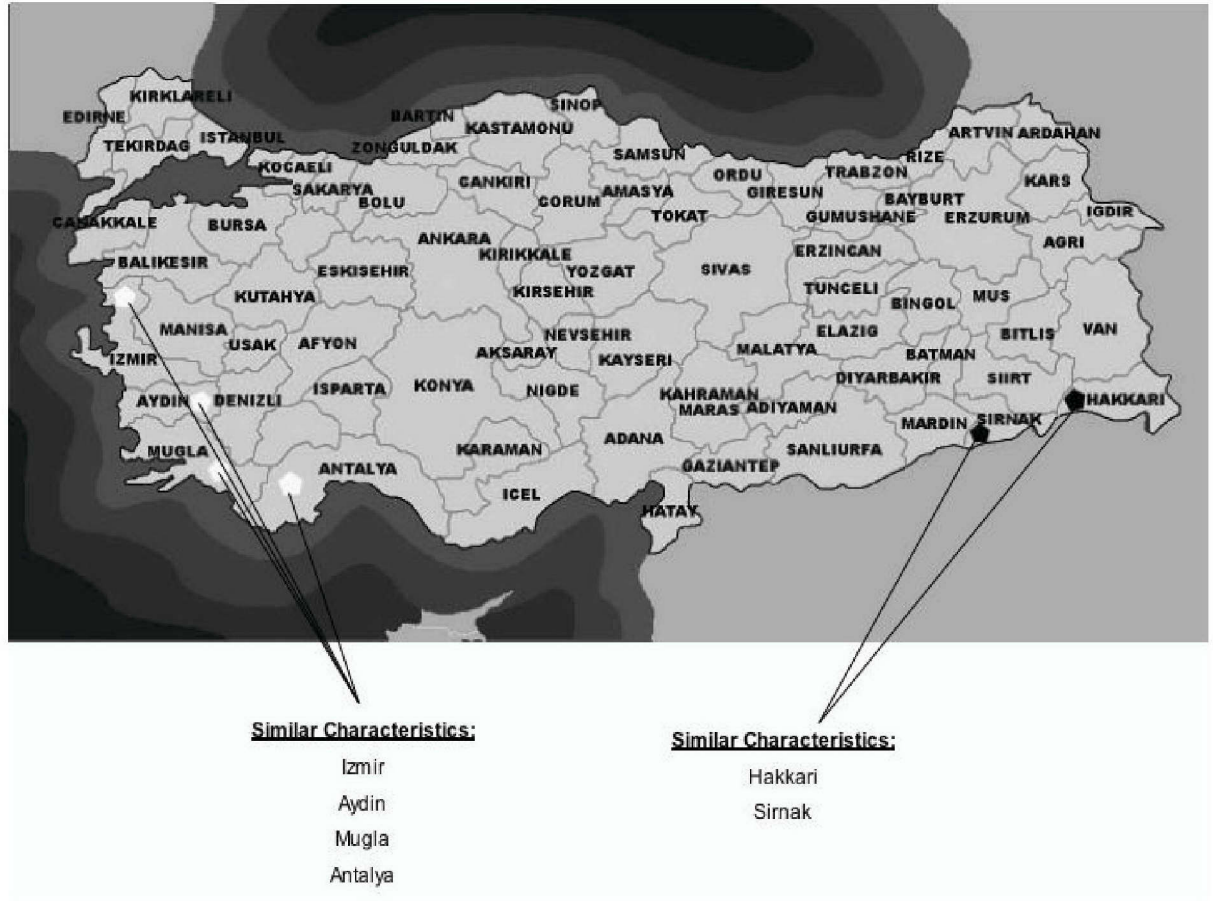 KIRKLARELI
EDIRNE
TEKIRDAG
ISTANBUL
KOCAELI
SAKARYA
BOLU
BARTIN
ZONGULDAK
KASTAMONU
SINOP
CANKIRI
CORUM
SAMSUN
AMASYA
TOKAT
ORDU
GIRESUN
TRABZON
RIZE
ARTVIN
ARDAHAN
KARS
IGDIR
BAYBURT
GUMUSHANE
ERZURUM
AGRI
CANAKKALE
BURSA
BALIKESIR
KUTAHYA
ESKISEHIR
ANKARA
KIRIKKALE
YOZGAT
KIRSEHIR
SIVAS
ERZINCAN
TUNCELI
BINGOL
MUS
BITLIS
VAN
MANISA
USAK
AFYON
IZMIR
AYDIN
DENIZLI
ISPARTA
KONYA
AKSARAY
NEVSEHIR
KAYSERI
NIGDE
MALATYA
ELAZIG
BATMAN
DIYARBAKIR
SIIRT
KAHRAMAN
MARAS
ADIYAMAN
MARDIN
SIRNAK
HAKKARI
MUGLA
ANTALYA
KARAMAN
ICEL
ADANA
GAZIANTEP
SANLIURFA
HATAY
Similar Characteristics:
Izmir
Aydin
Mugla
Antalya
Similar Characteristics:
Hakkari
Sirnak